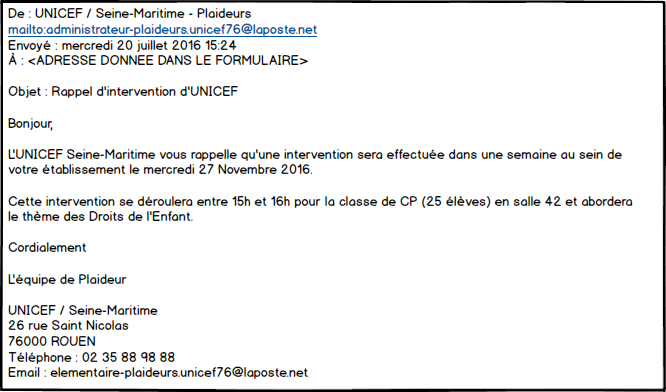 De : UNICEF / Seine-Maritime - Plaideurs
mailto:administrateur-plaideurs.unicef76@laposte.net
Envoyé : mercredi 20 juillet 2016 15:24
À : <ADRESSE DONNEE DANS LE FORMULAIRE>
Objet : Rappel d'intervention d'UNICEF
Bonjour,
L'UNICEF Seine-Maritime vous rappelle qu'une intervention sera effectuée dans une semaine au sein de
votre établissement le mercredi 27 Novembre 2016.
Cette intervention se déroulera entre 15h et 16h pour la classe de CP (25 élèves) en salle 42 et abordera
le thème des Droits de l'Enfant.
Cordialement
L'équipe de Plaideur
UNICEF / Seine-Maritime
26 rue Saint Nicolas
76000 ROUEN
Téléphone : 02 35 88 98 88
Email : elementaire-plaideurs.unicef76@laposte.net